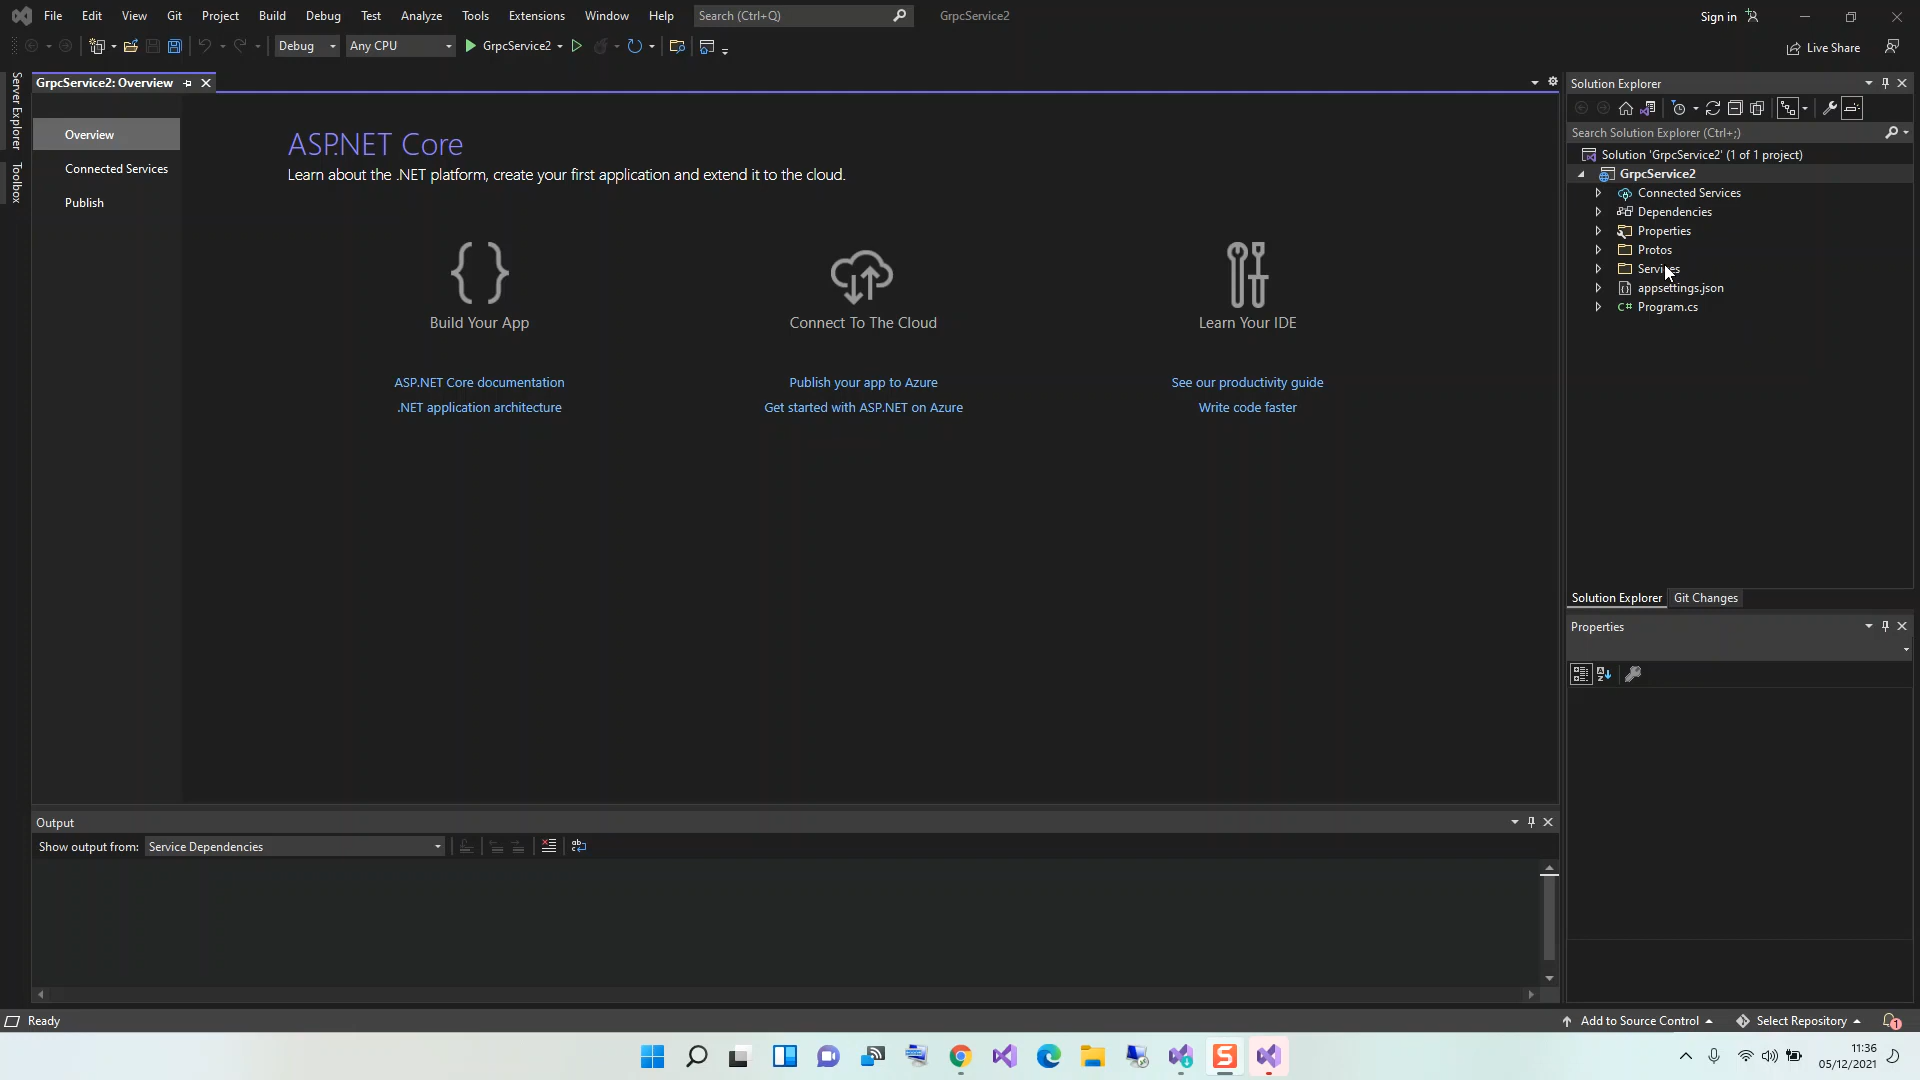 File Edit View Git Project Build Debug Test Analyze Tools Extensions Window Help Search (Ctrl+Q) GrpcService2 Sign in
Debug Any CPU GrpcService2 Live Share
Server Explorer
Toolbox
GrpcService2: Overview
Overview
Connected Services
Publish
ASP.NET Core
Learn about the .NET platform, create your first application and extend it to the cloud.
Build Your App
Connect To The Cloud
Learn Your IDE
ASP.NET Core documentation
.NET application architecture
Publish your app to Azure
Get started with ASP.NET on Azure
See our productivity guide
Write code faster
Solution Explorer
Search Solution Explorer (Ctrl+;)
Solution 'GrpcService2' (1 of 1 project)
GrpcService2
Connected Services
Dependencies
Properties
Protos
Services
appsettings.json
C# Program.cs
Solution Explorer Git Changes
Properties
Output
Show output from: Service Dependencies
Ready
Add to Source Control Select Repository 1
11:36
05/12/2021